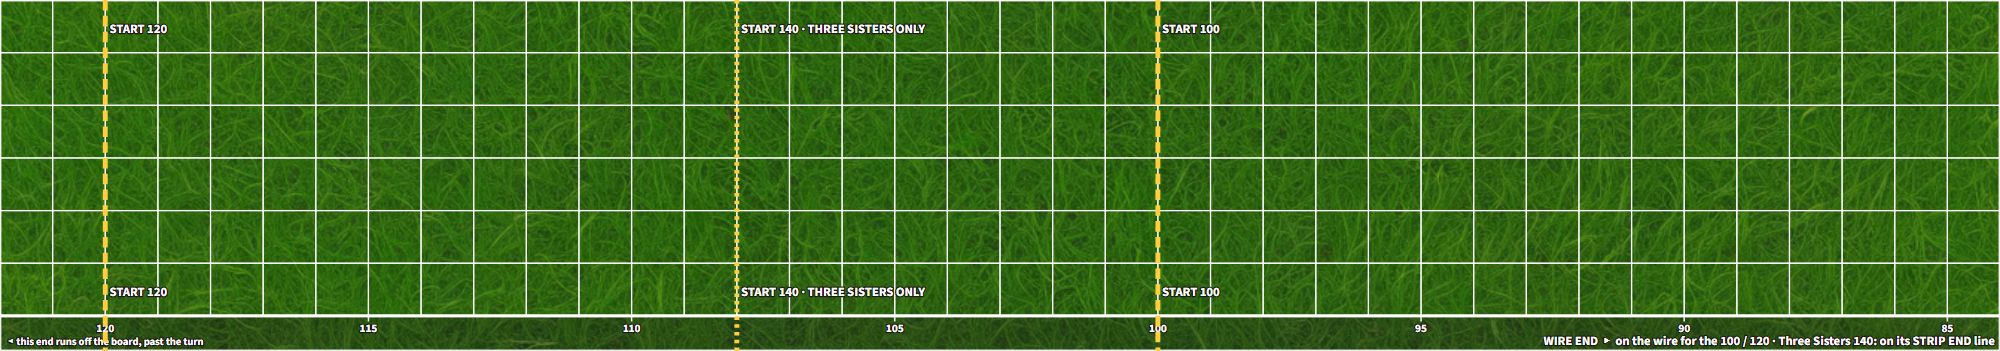 START 120
START 140 · THREE SISTERS ONLY
START 100
START 120
START 140 · THREE SISTERS ONLY
START 100
120 115 110 105 100 95 90 85
◂ this end runs off the board, past the turn
WIRE END ▸ on the wire for the 100 / 120 · Three Sisters 140: on its STRIP END line